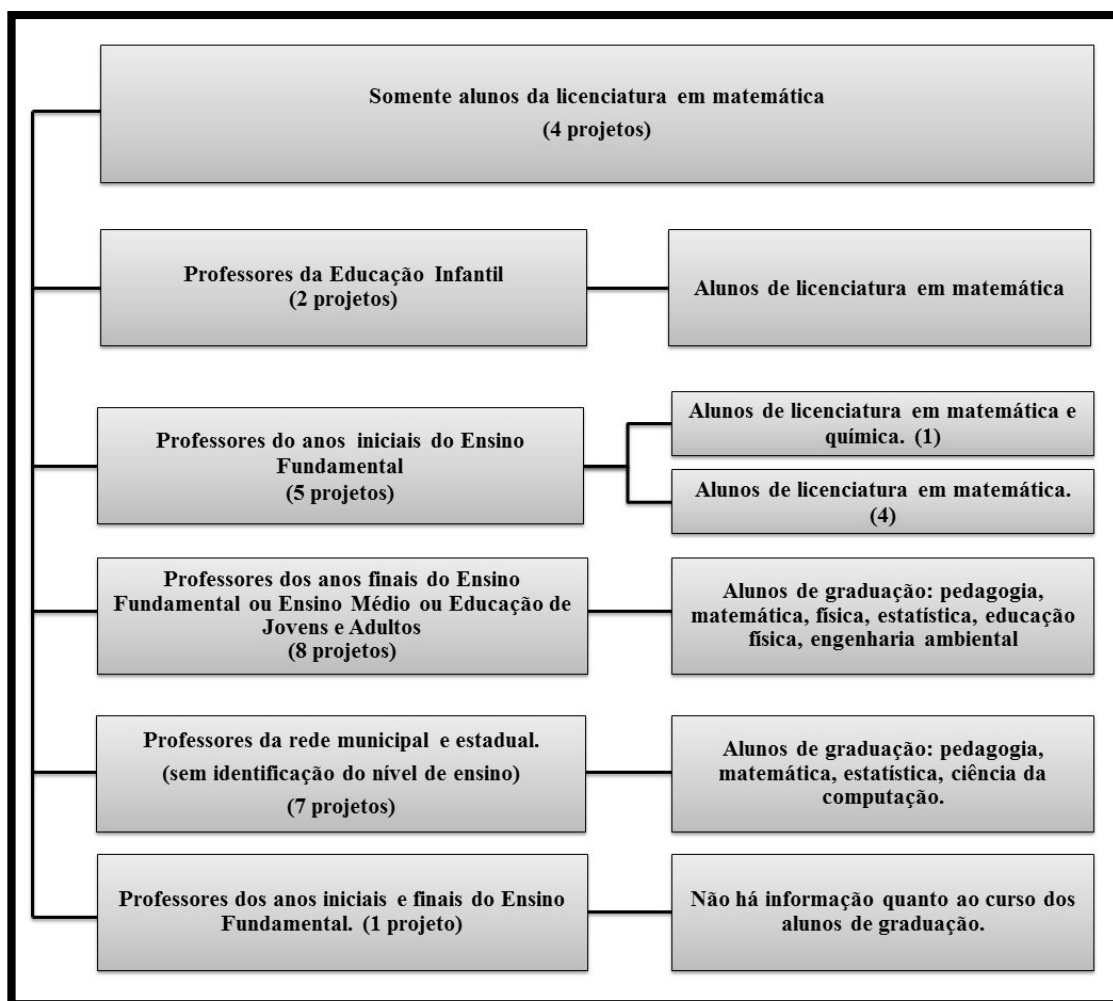 Somente alunos da licenciatura em matemática
(4 projetos)
Professores da Educação Infantil
(2 projetos)
Alunos de licenciatura em matemática
Professores do anos iniciais do Ensino
Fundamental
(5 projetos)
Alunos de licenciatura em matemática e
química. (1)
Alunos de licenciatura em matemática.
(4)
Professores dos anos finais do Ensino
Fundamental ou Ensino Médio ou Educação de
Jovens e Adultos
(8 projetos)
Alunos de graduação: pedagogia,
matemática, física, estatística, educação
física, engenharia ambiental
Professores da rede municipal e estadual.
(sem identificação do nível de ensino)
(7 projetos)
Alunos de graduação: pedagogia,
matemática, estatística, ciência da
computação.
Professores dos anos iniciais e finais do Ensino
Fundamental. (1 projeto)
Não há informação quanto ao curso dos
alunos de graduação.